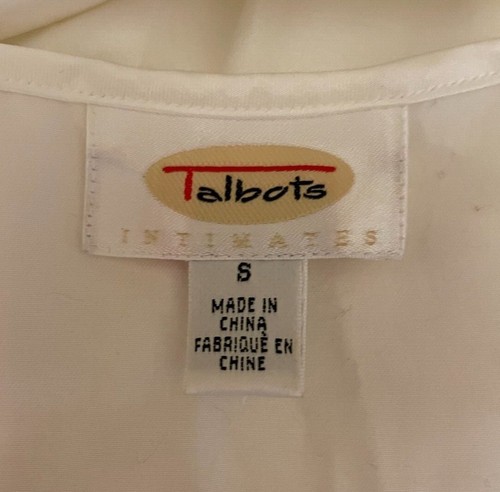 Talbots
INTIMATES
S
MADE IN
CHINA
FABRIQUÉ EN
CHINE